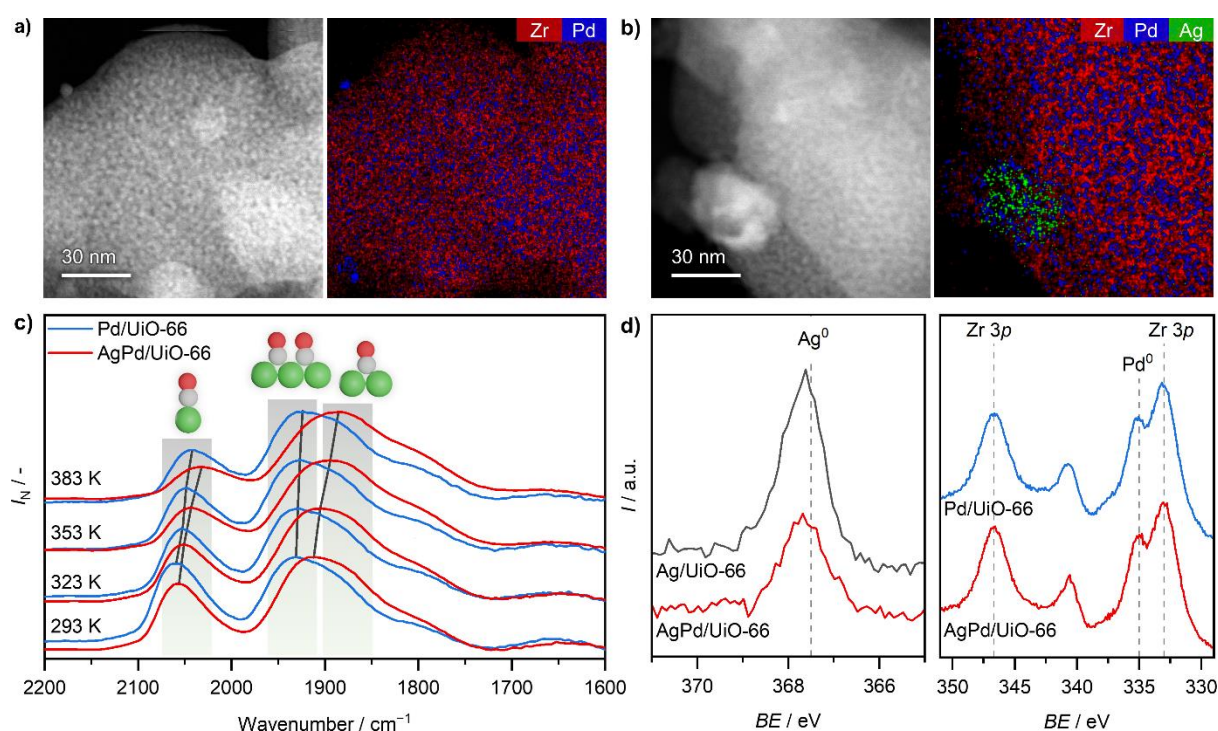 a)
Zr Pd
30 nm
b)
Zr Pd Ag
30 nm
c)
Pd/UiO-66
AgPd/UiO-66
383 K
353 K
323 K
293 K
I_N / -
2200 2100 2000 1900 1800 1700 1600
Wavenumber / cm⁻¹
d)
Ag⁰
Ag/UiO-66
AgPd/UiO-66
I / a.u.
370 368 366
BE / eV
Zr 3p
Zr 3p
Pd⁰
Pd/UiO-66
AgPd/UiO-66
350 345 340 335 330
BE / eV